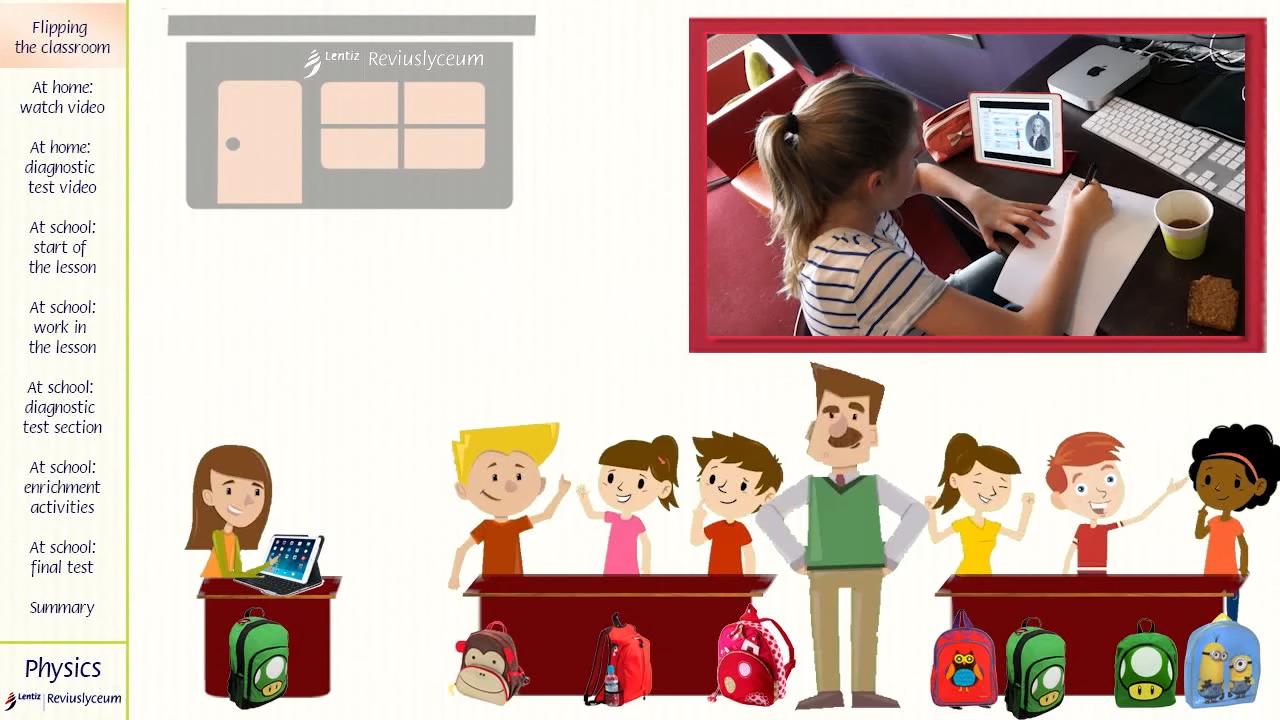 Flipping
the classroom
At home:
watch video
At home:
diagnostic
test video
At school:
start of
the lesson
At school:
work in
the lesson
At school:
diagnostic
test section
At school:
enrichment
activities
At school:
final test
Summary
Physics
Lentiz Reviuslyceum
Lentiz Reviuslyceum